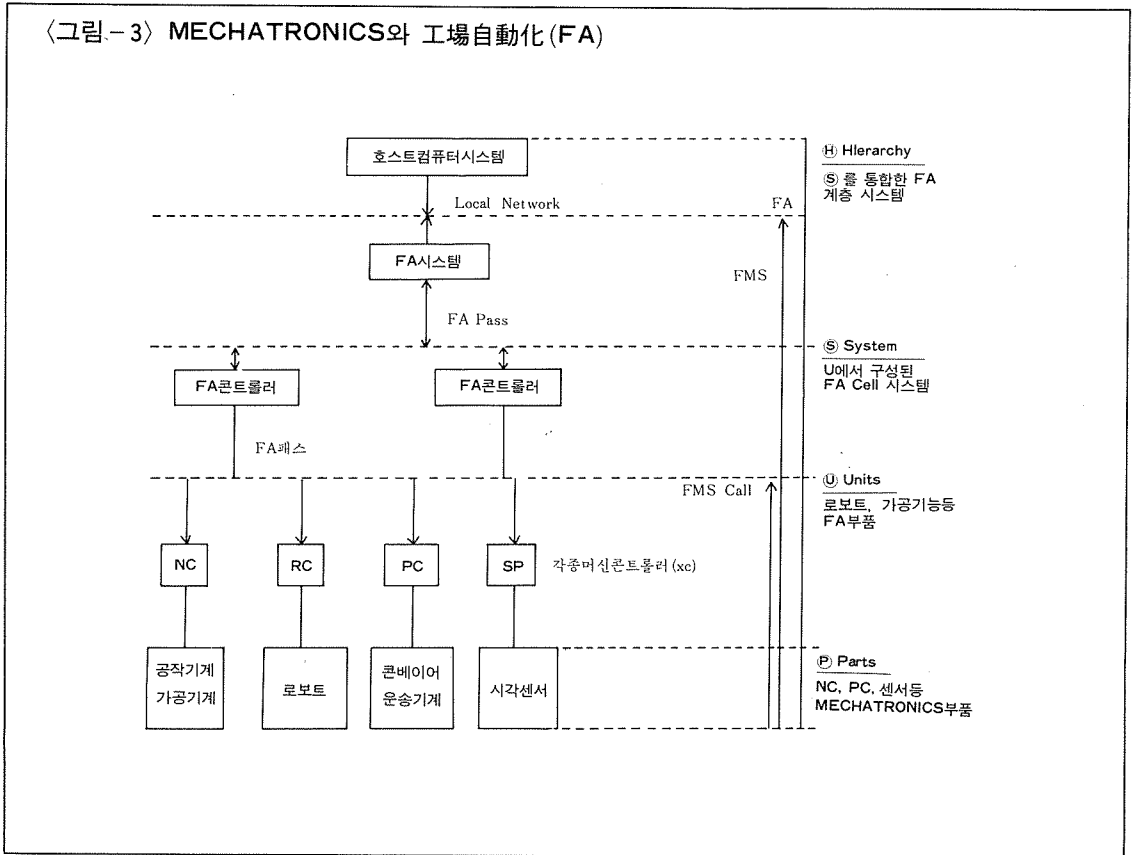 〈그림-3〉 MECHATRONICS와 工場自動化(FA)
호스트컴퓨터시스템
Ⓗ Hierarchy
Ⓢ 를 통합한 FA
계층 시스템
Local Network
FA
FA시스템
FMS
FA Pass
Ⓢ System
U에서 구성된
FA Cell 시스템
FA콘트롤러
FA콘트롤러
FA패스
Ⓤ Units
로보트, 가공기능등
FA부품
FMS Call
NC
RC
PC
SP
각종머신콘트롤러(xc)
공작기계
가공기계
로보트
콘베이어
운송기계
시각센서
Ⓟ Parts
NC, PC, 센서등
MECHATRONICS부품